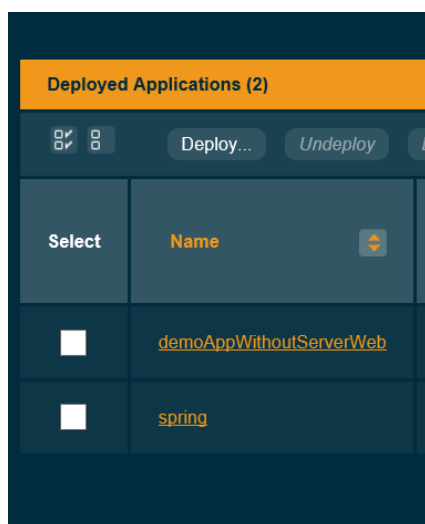 Deployed Applications (2)
Deploy... Undeploy
Select Name
demoAppWithoutServerWeb
spring